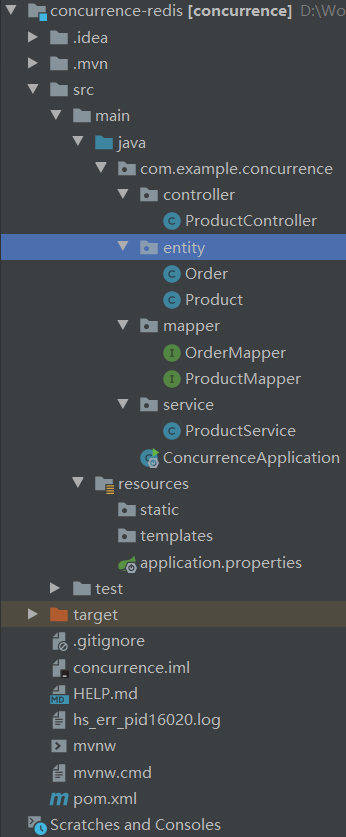 concurrence-redis [concurrence] D:\Wo
.idea
.mvn
src
main
java
com.example.concurrence
controller
C ProductController
entity
C Order
C Product
mapper
I OrderMapper
I ProductMapper
service
C ProductService
ConcurrenceApplication
resources
static
templates
application.properties
test
target
.gitignore
concurrence.iml
MD HELP.md
hs_err_pid16020.log
mvnw
mvnw.cmd
m pom.xml
Scratches and Consoles